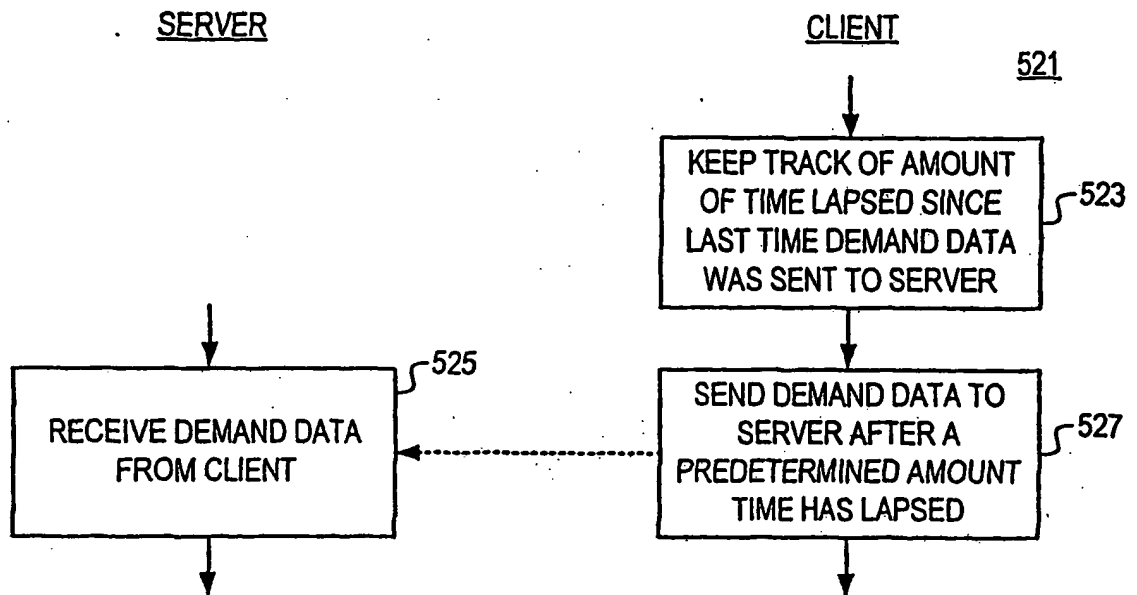 SERVER
CLIENT
521
KEEP TRACK OF AMOUNT
OF TIME LAPSED SINCE
LAST TIME DEMAND DATA
WAS SENT TO SERVER
523
RECEIVE DEMAND DATA
FROM CLIENT
525
SEND DEMAND DATA TO
SERVER AFTER A
PREDETERMINED AMOUNT
TIME HAS LAPSED
527